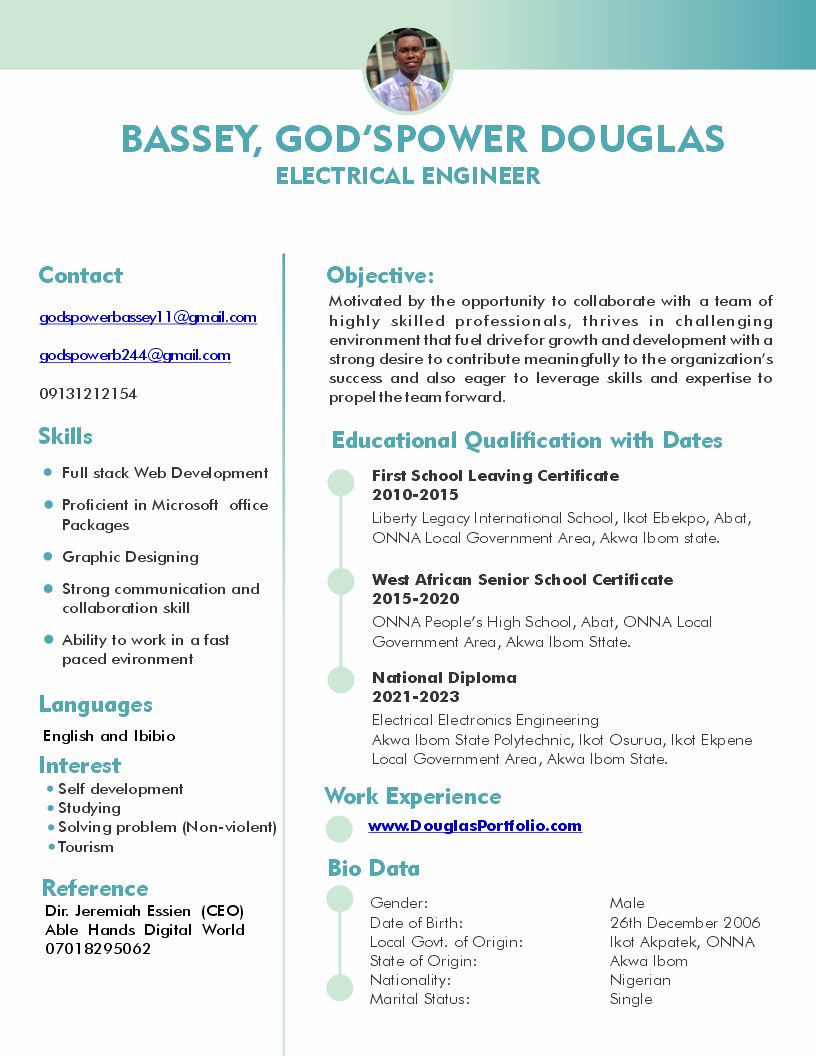 BASSEY, GOD‘SPOWER DOUGLAS
ELECTRICAL ENGINEER
Contact
godspowerbassey11@gmail.com
godspowerb244@gmail.com
09131212154
Skills
Full stack Web Development
Proficient in Microsoft office
Packages
Graphic Designing
Strong communication and
collaboration skill
Ability to work in a fast
paced evironment
Languages
English and Ibibio
Interest
Self development
Studying
Solving problem (Non-violent)
Tourism
Reference
Dir. Jeremiah Essien (CEO)
Able Hands Digital World
07018295062
Objective:
Motivated by the opportunity to collaborate with a team of
highly skilled professionals, thrives in challenging
environment that fuel drive for growth and development with a
strong desire to contribute meaningfully to the organization’s
success and also eager to leverage skills and expertise to
propel the team forward.
Educational Qualification with Dates
First School Leaving Certificate
2010-2015
Liberty Legacy International School, Ikot Ebekpo, Abat,
ONNA Local Government Area, Akwa Ibom state.
West African Senior School Certificate
2015-2020
ONNA People’s High School, Abat, ONNA Local
Government Area, Akwa Ibom Sttate.
National Diploma
2021-2023
Electrical Electronics Engineering
Akwa Ibom State Polytechnic, Ikot Osurua, Ikot Ekpene
Local Government Area, Akwa Ibom State.
Work Experience
www.DouglasPortfolio.com
Bio Data
Gender: Male
Date of Birth: 26th December 2006
Local Govt. of Origin: Ikot Akpatek, ONNA
State of Origin: Akwa Ibom
Nationality: Nigerian
Marital Status: Single